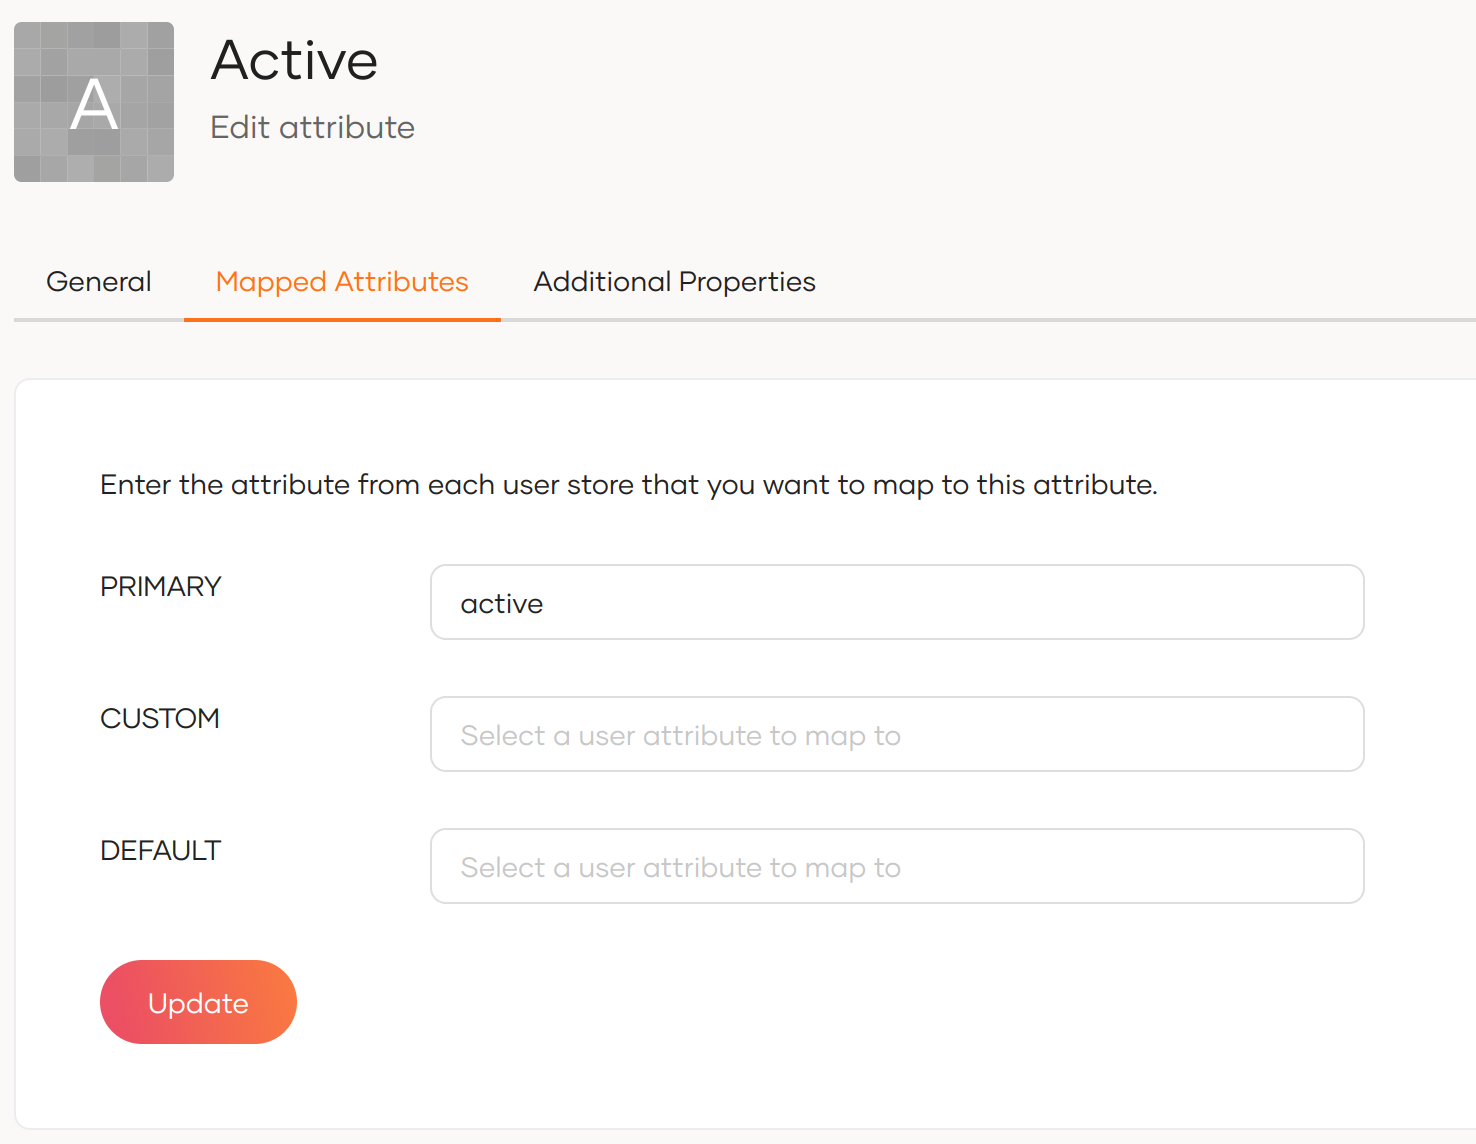 A
Active
Edit attribute
General Mapped Attributes Additional Properties
Enter the attribute from each user store that you want to map to this attribute.
PRIMARY active
CUSTOM Select a user attribute to map to
DEFAULT Select a user attribute to map to
Update